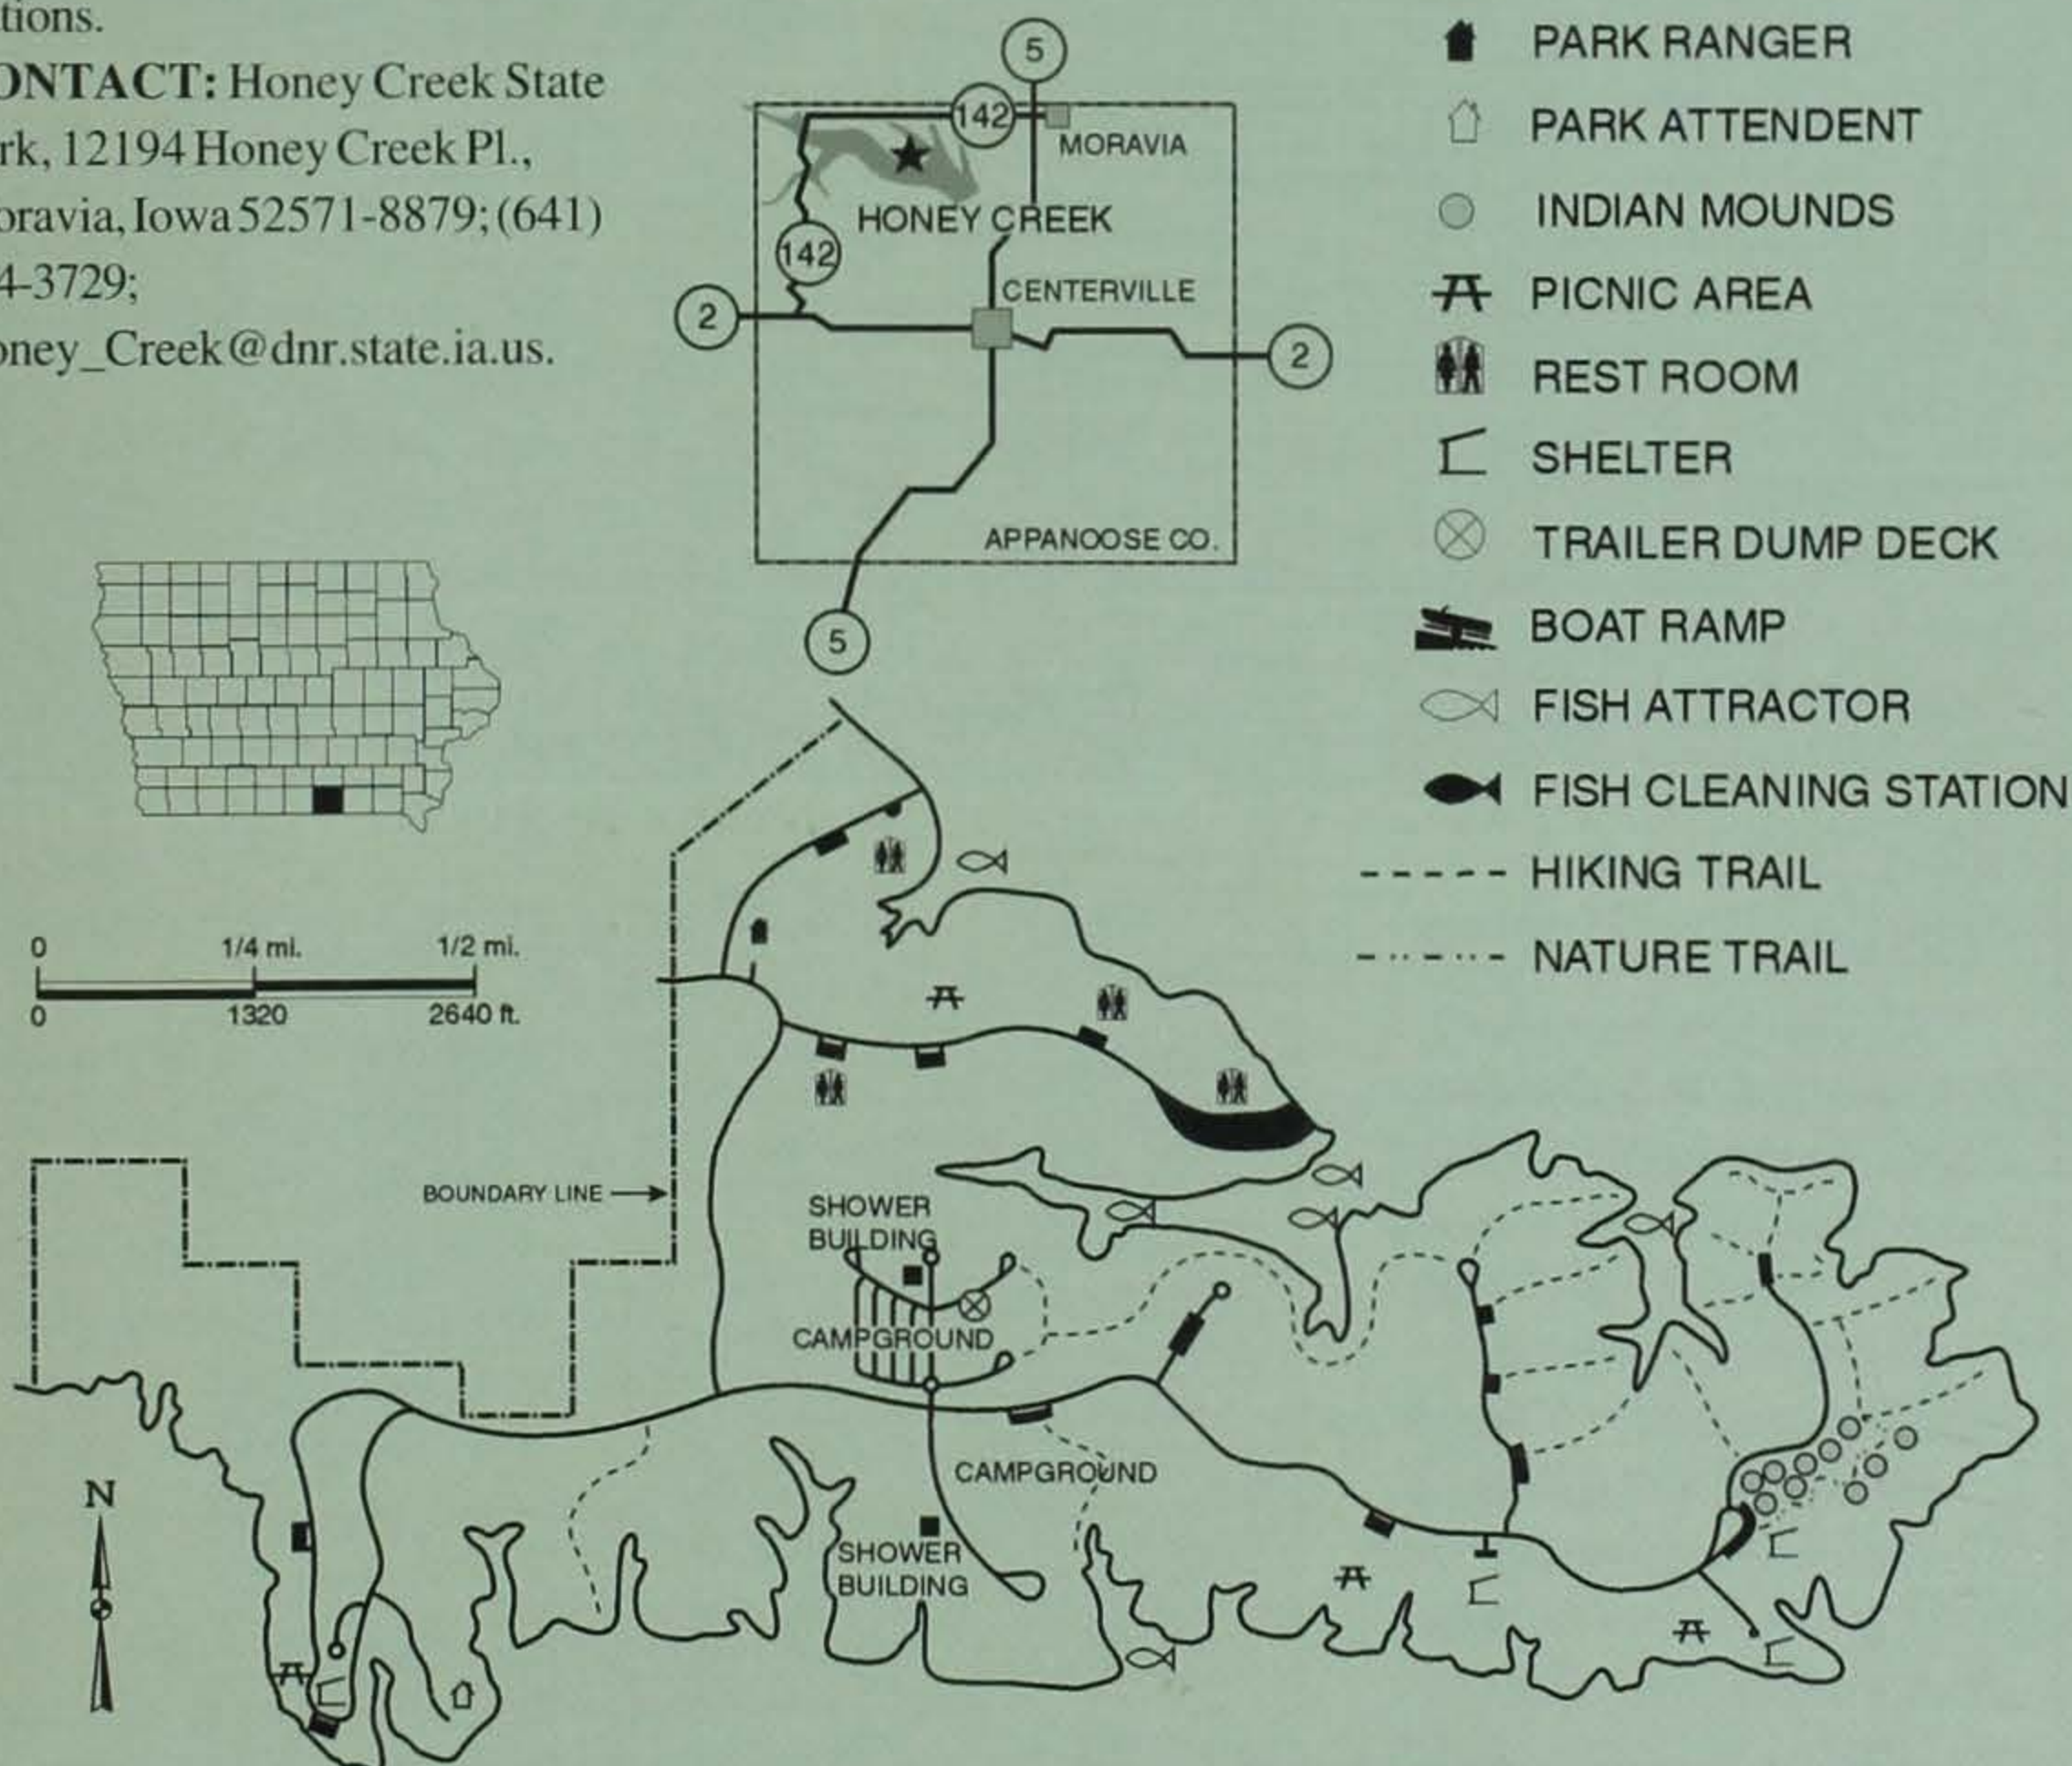 tions.
ONTACT: Honey Creek State
rk, 12194 Honey Creek Pl.,
oravia, Iowa 52571-8879; (641)
4-3729;
oney_Creek@dnr.state.ia.us.
5
142
MORAVIA
HONEY CREEK
142
CENTERVILLE
2
2
APPANOOSE CO.
5
PARK RANGER
PARK ATTENDENT
INDIAN MOUNDS
PICNIC AREA
REST ROOM
SHELTER
TRAILER DUMP DECK
BOAT RAMP
FISH ATTRACTOR
FISH CLEANING STATION
HIKING TRAIL
NATURE TRAIL
0 1/4 mi. 1/2 mi.
0 1320 2640 ft.
BOUNDARY LINE
SHOWER
BUILDING
CAMPGROUND
CAMPGROUND
SHOWER
BUILDING
N